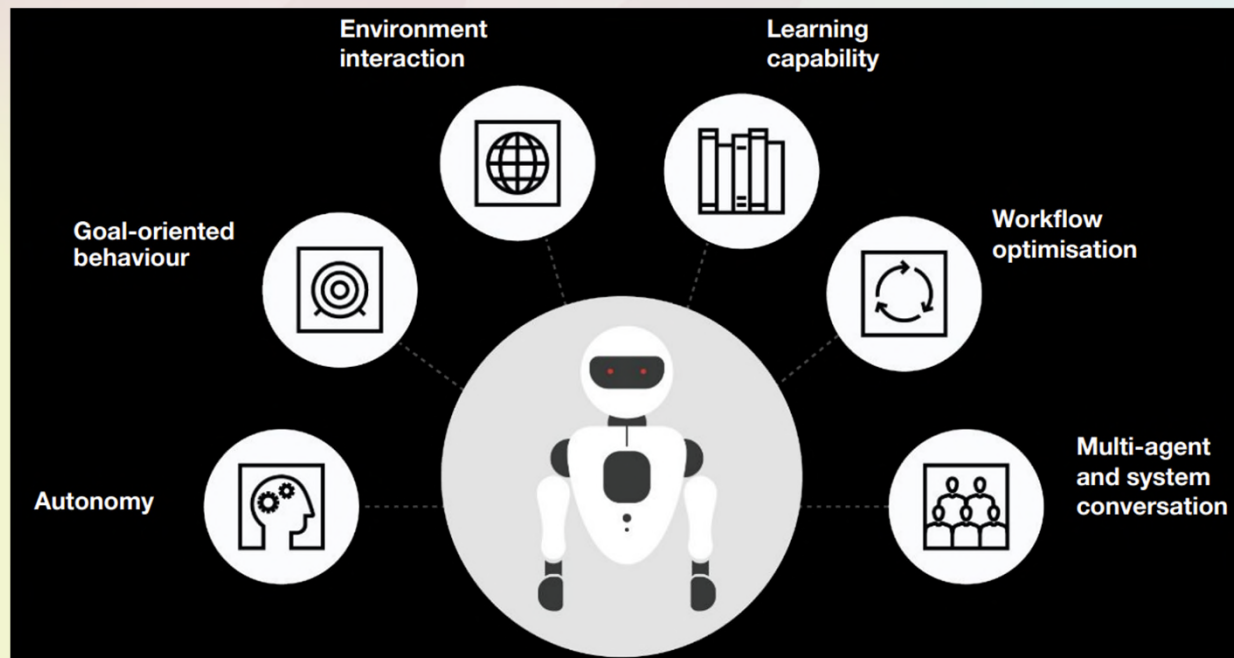 Environment
interaction
Learning
capability
Goal-oriented
behaviour
Workflow
optimisation
Autonomy
Multi-agent
and system
conversation